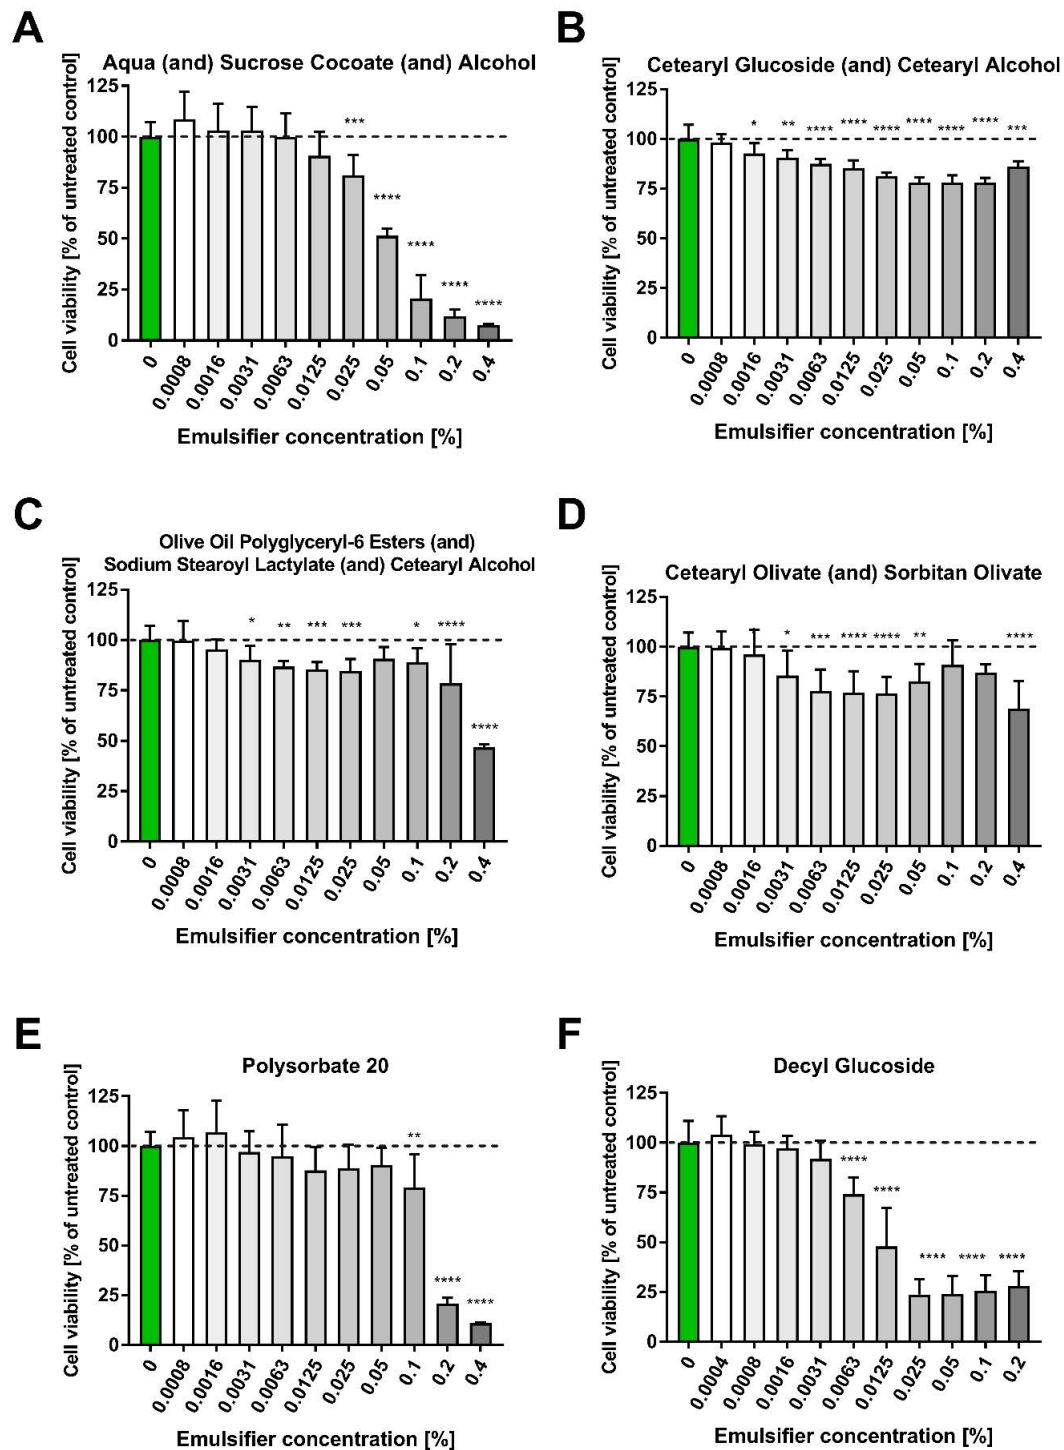 A
Aqua (and) Sucrose Cocoate (and) Alcohol
Cell viability [% of untreated control]
125
100
75
50
25
0
***
****
****
****
****
0 0.0008 0.0016 0.0031 0.0063 0.0125 0.025 0.05 0.1 0.2 0.4
Emulsifier concentration [%]
B
Cetearyl Glucoside (and) Cetearyl Alcohol
Cell viability [% of untreated control]
125
100
75
50
25
0
* ** **** **** **** **** **** **** ***
0 0.0008 0.0016 0.0031 0.0063 0.0125 0.025 0.05 0.1 0.2 0.4
Emulsifier concentration [%]
C
Olive Oil Polyglyceryl-6 Esters (and)
Sodium Stearoyl Lactylate (and) Cetearyl Alcohol
Cell viability [% of untreated control]
125
100
75
50
25
0
* ** *** *** * ****
****
0 0.0008 0.0016 0.0031 0.0063 0.0125 0.025 0.05 0.1 0.2 0.4
Emulsifier concentration [%]
D
Cetearyl Olivate (and) Sorbitan Olivate
Cell viability [% of untreated control]
125
100
75
50
25
0
* *** **** **** ** ****
0 0.0008 0.0016 0.0031 0.0063 0.0125 0.025 0.05 0.1 0.2 0.4
Emulsifier concentration [%]
E
Polysorbate 20
Cell viability [% of untreated control]
125
100
75
50
25
0
**
****
****
0 0.0008 0.0016 0.0031 0.0063 0.0125 0.025 0.05 0.1 0.2 0.4
Emulsifier concentration [%]
F
Decyl Glucoside
Cell viability [% of untreated control]
125
100
75
50
25
0
****
****
**** **** ****
0 0.0004 0.0008 0.0016 0.0031 0.0063 0.0125 0.025 0.05 0.1 0.2
Emulsifier concentration [%]